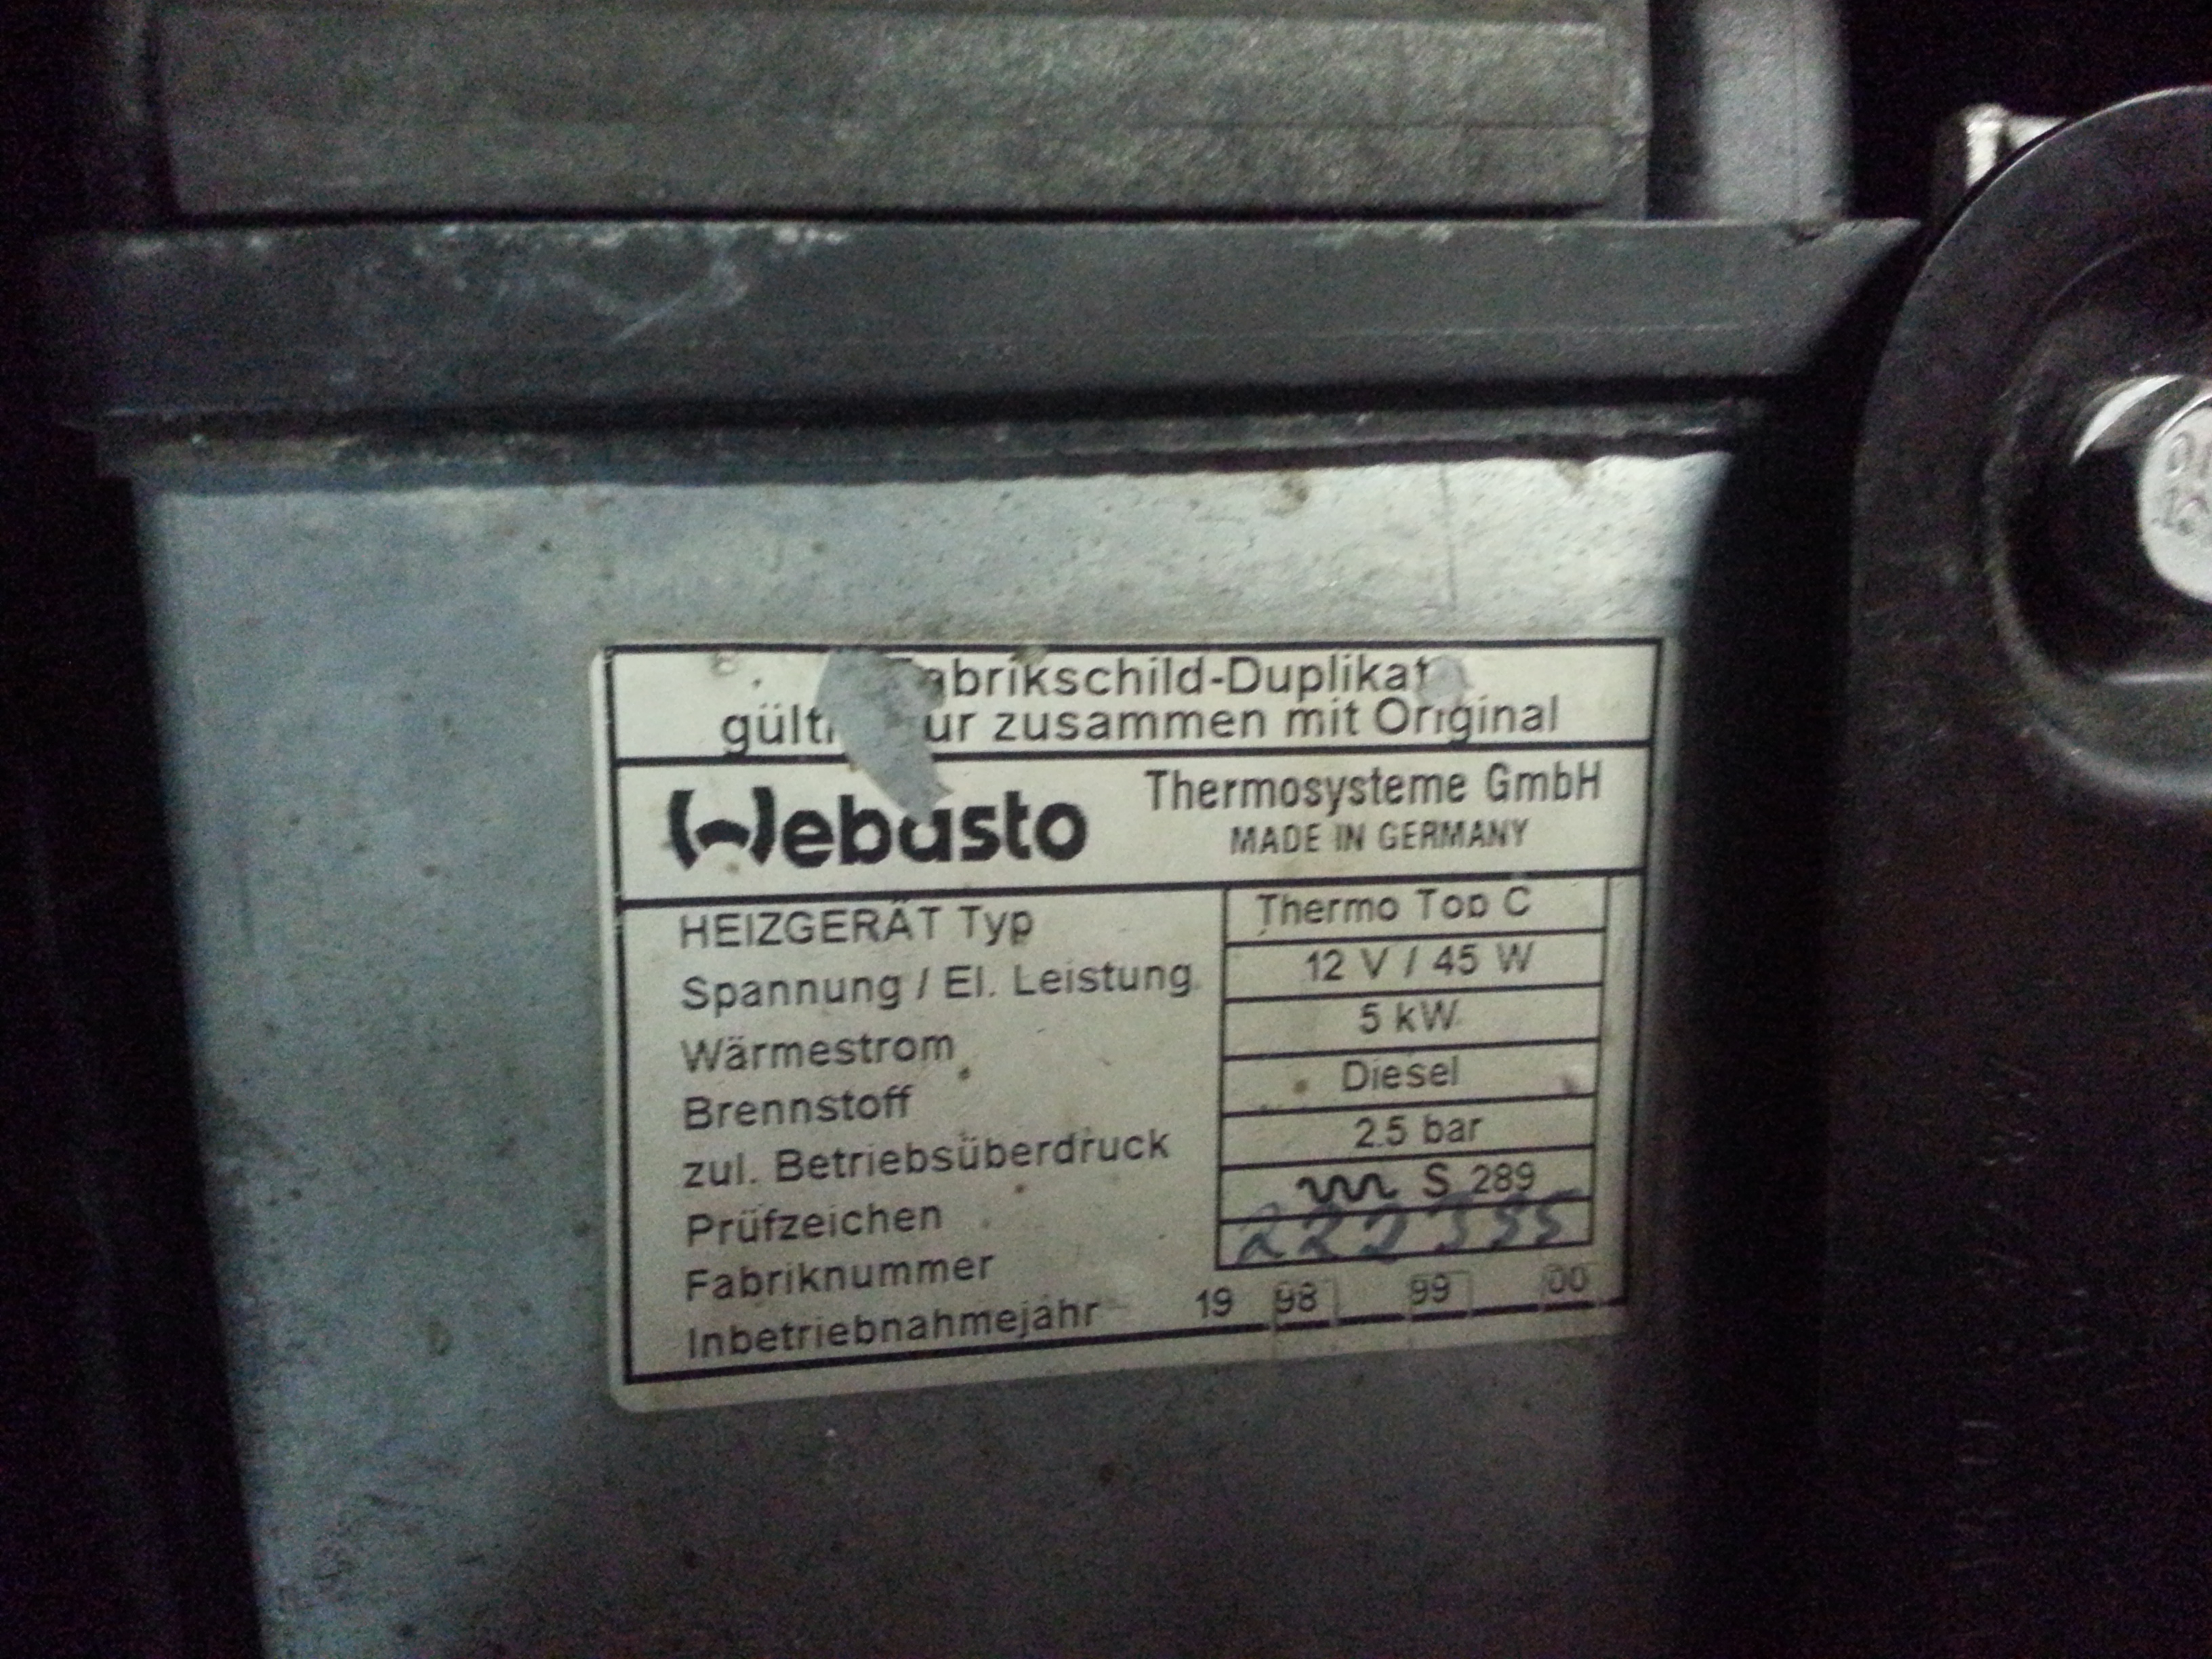 Fabrikschild-Duplikat
gültig nur zusammen mit Original
Webasto Thermosysteme GmbH
MADE IN GERMANY
HEIZGERÄT Typ Thermo Top C
Spannung / El. Leistung 12 V / 45 W
Wärmestrom 5 kW
Brennstoff Diesel
zul. Betriebsüberdruck 2.5 bar
Prüfzeichen S 289
Fabriknummer
Inbetriebnahmejahr 19 98 99 00